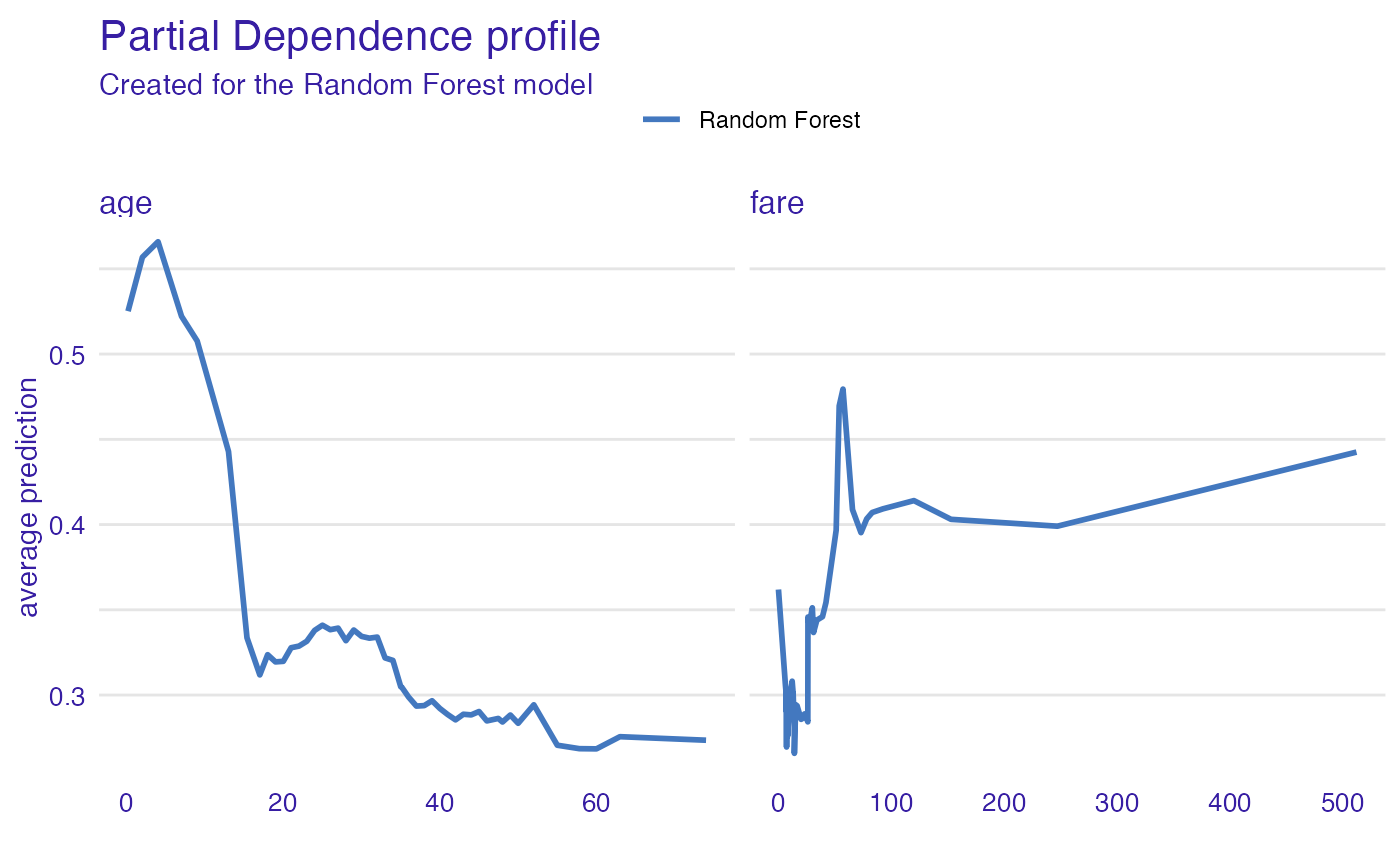 Partial Dependence profile
Created for the Random Forest model
Random Forest
age
fare
average prediction
0.5
0.4
0.3
0 20 40 60
0 100 200 300 400 500